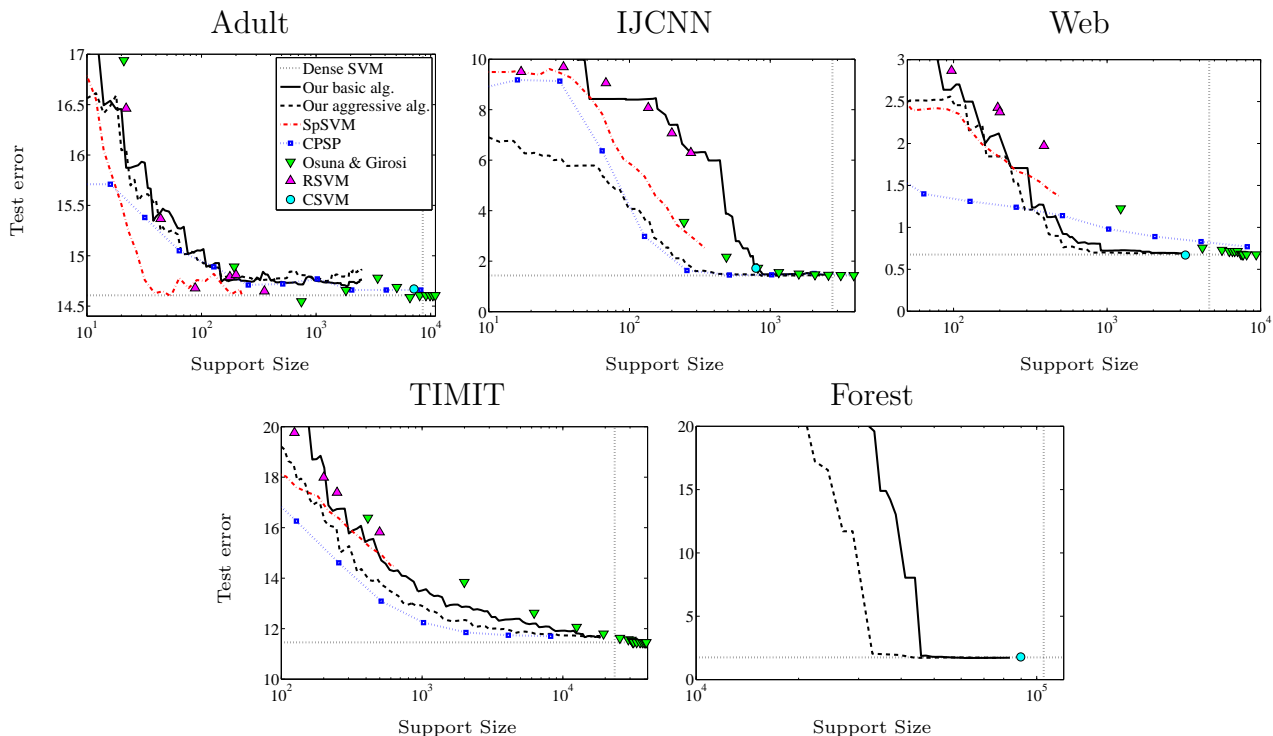 Adult
IJCNN
Web
Test error
17
16.5
16
15.5
15
14.5
10^1
10^2
10^3
10^4
Support Size
Dense SVM
Our basic alg.
Our aggressive alg.
SpSVM
CPSP
Osuna & Girosi
RSVM
CSVM
10
8
6
4
2
0
10^1
10^2
10^3
Support Size
3
2.5
2
1.5
1
0.5
0
10^2
10^3
10^4
Support Size
TIMIT
Forest
Test error
20
18
16
14
12
10
10^2
10^3
10^4
Support Size
20
15
10
5
0
10^4
10^5
Support Size